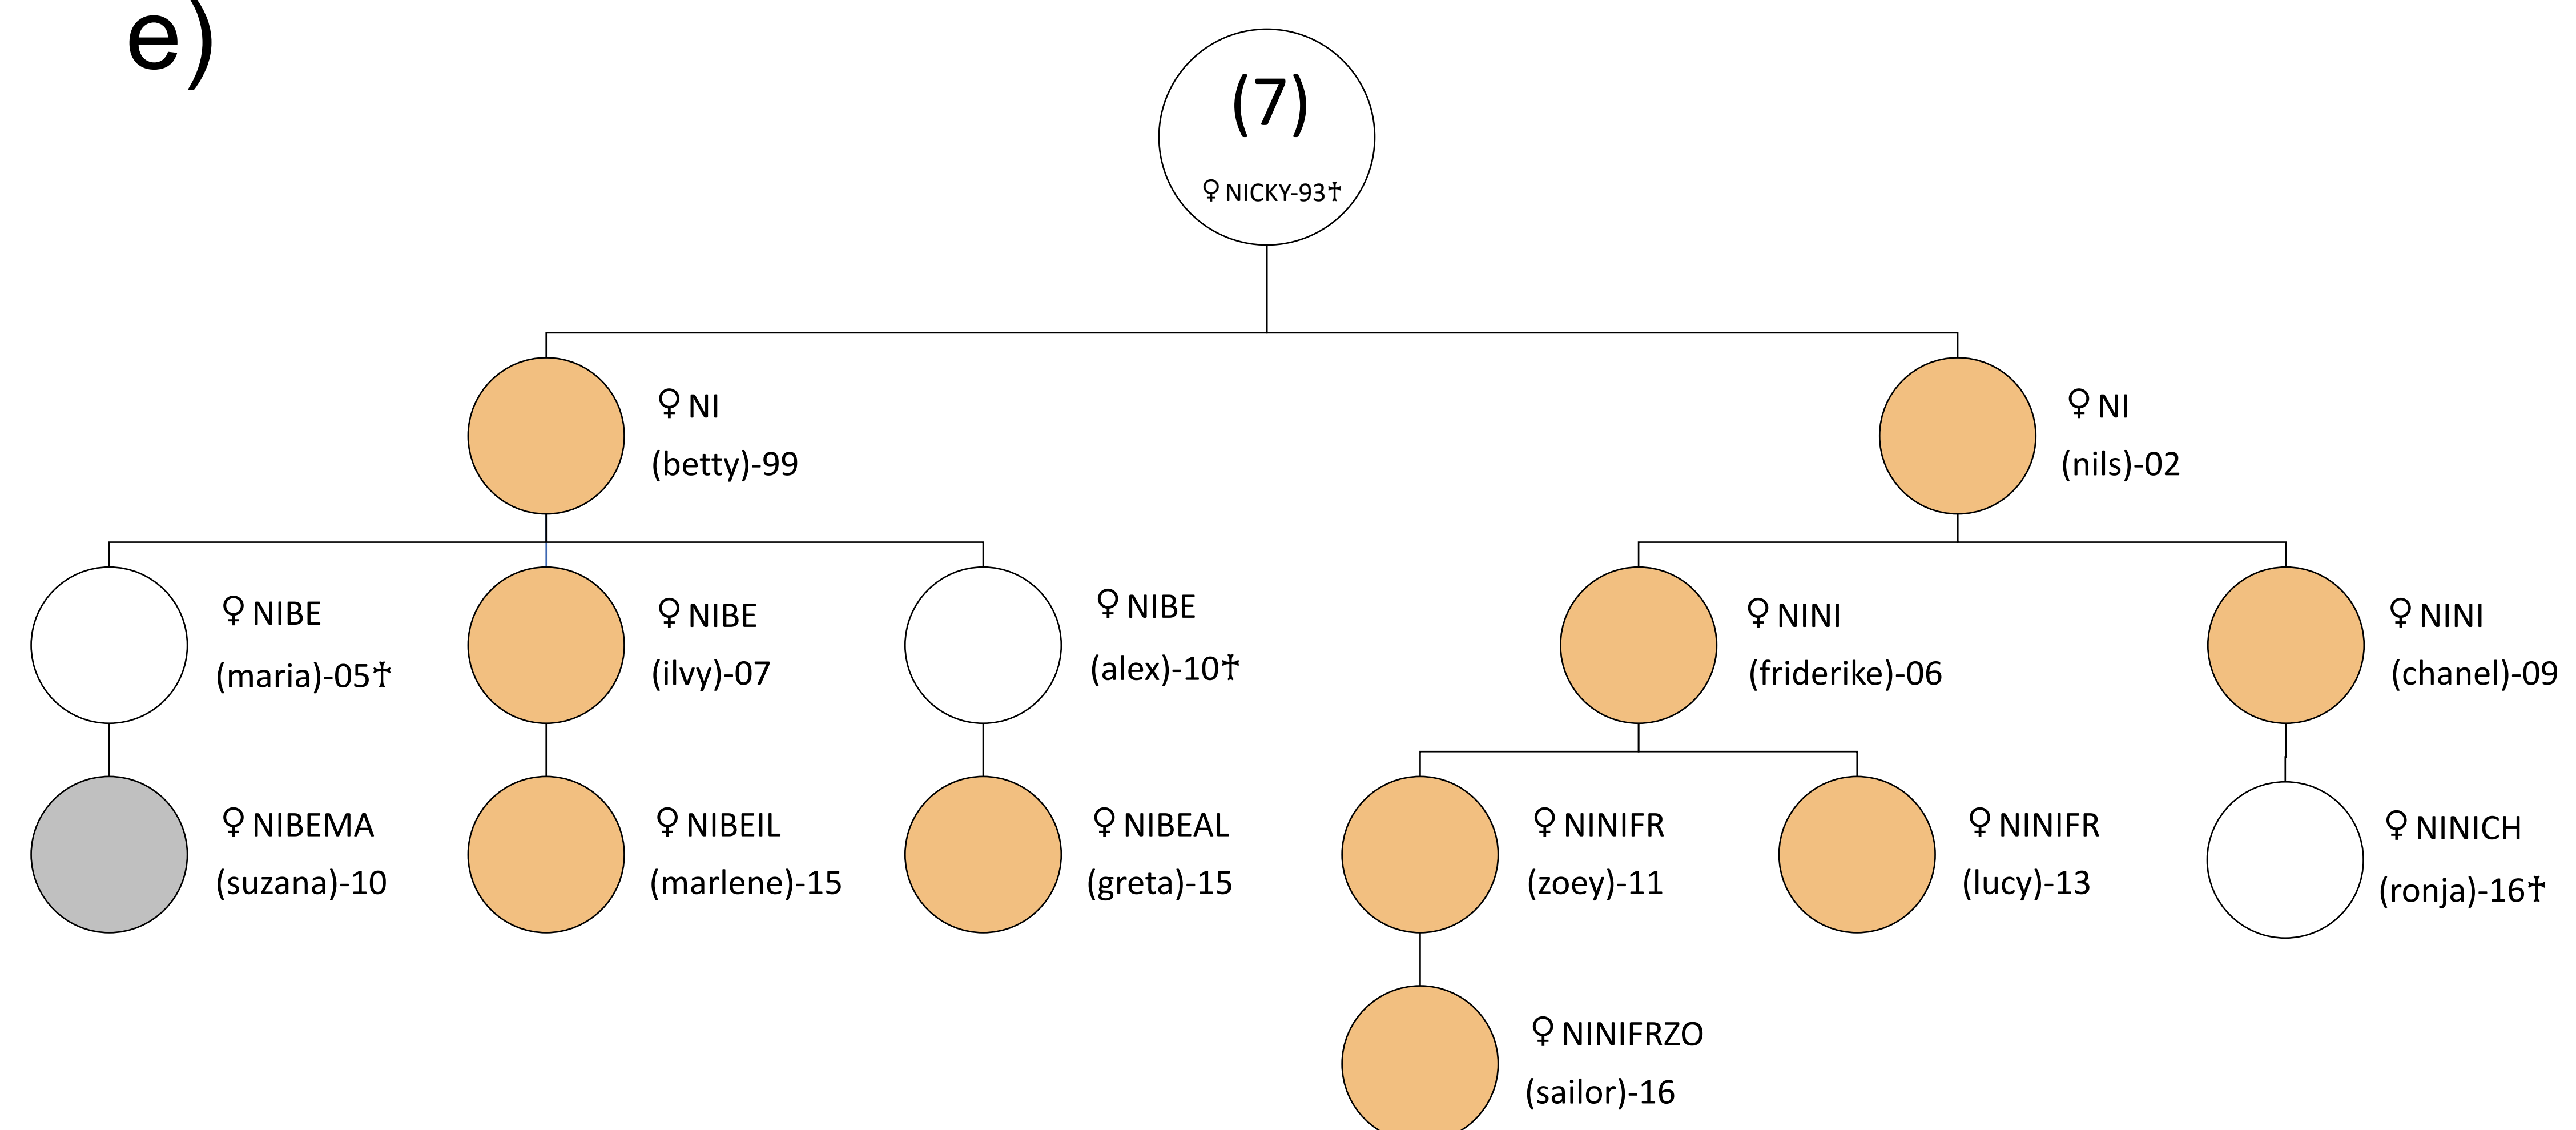 e)
(7)
♀ NICKY-93✝
♀ NI
(betty)-99
♀ NI
(nils)-02
♀ NIBE
(maria)-05✝
♀ NIBE
(ilvy)-07
♀ NIBE
(alex)-10✝
♀ NINI
(friderike)-06
♀ NINI
(chanel)-09
♀ NIBEMA
(suzana)-10
♀ NIBEIL
(marlene)-15
♀ NIBEAL
(greta)-15
♀ NINIFR
(zoey)-11
♀ NINIFR
(lucy)-13
♀ NINICH
(ronja)-16✝
♀ NINIFRZO
(sailor)-16